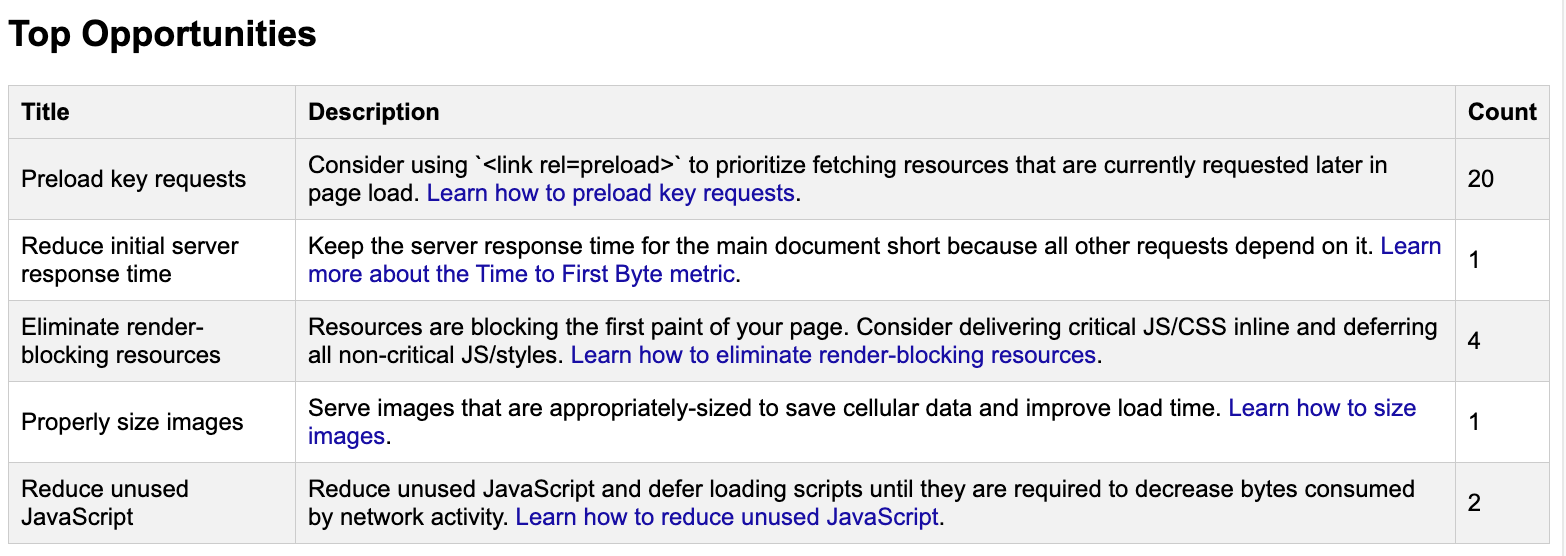 Top Opportunities
Title Description Count
Preload key requests
Consider using `<link rel=preload>` to prioritize fetching resources that are currently requested later in
page load. Learn how to preload key requests.
20
Reduce initial server
response time
Keep the server response time for the main document short because all other requests depend on it. Learn
more about the Time to First Byte metric.
1
Eliminate render-
blocking resources
Resources are blocking the first paint of your page. Consider delivering critical JS/CSS inline and deferring
all non-critical JS/styles. Learn how to eliminate render-blocking resources.
4
Properly size images
Serve images that are appropriately-sized to save cellular data and improve load time. Learn how to size
images.
1
Reduce unused
JavaScript
Reduce unused JavaScript and defer loading scripts until they are required to decrease bytes consumed
by network activity. Learn how to reduce unused JavaScript.
2